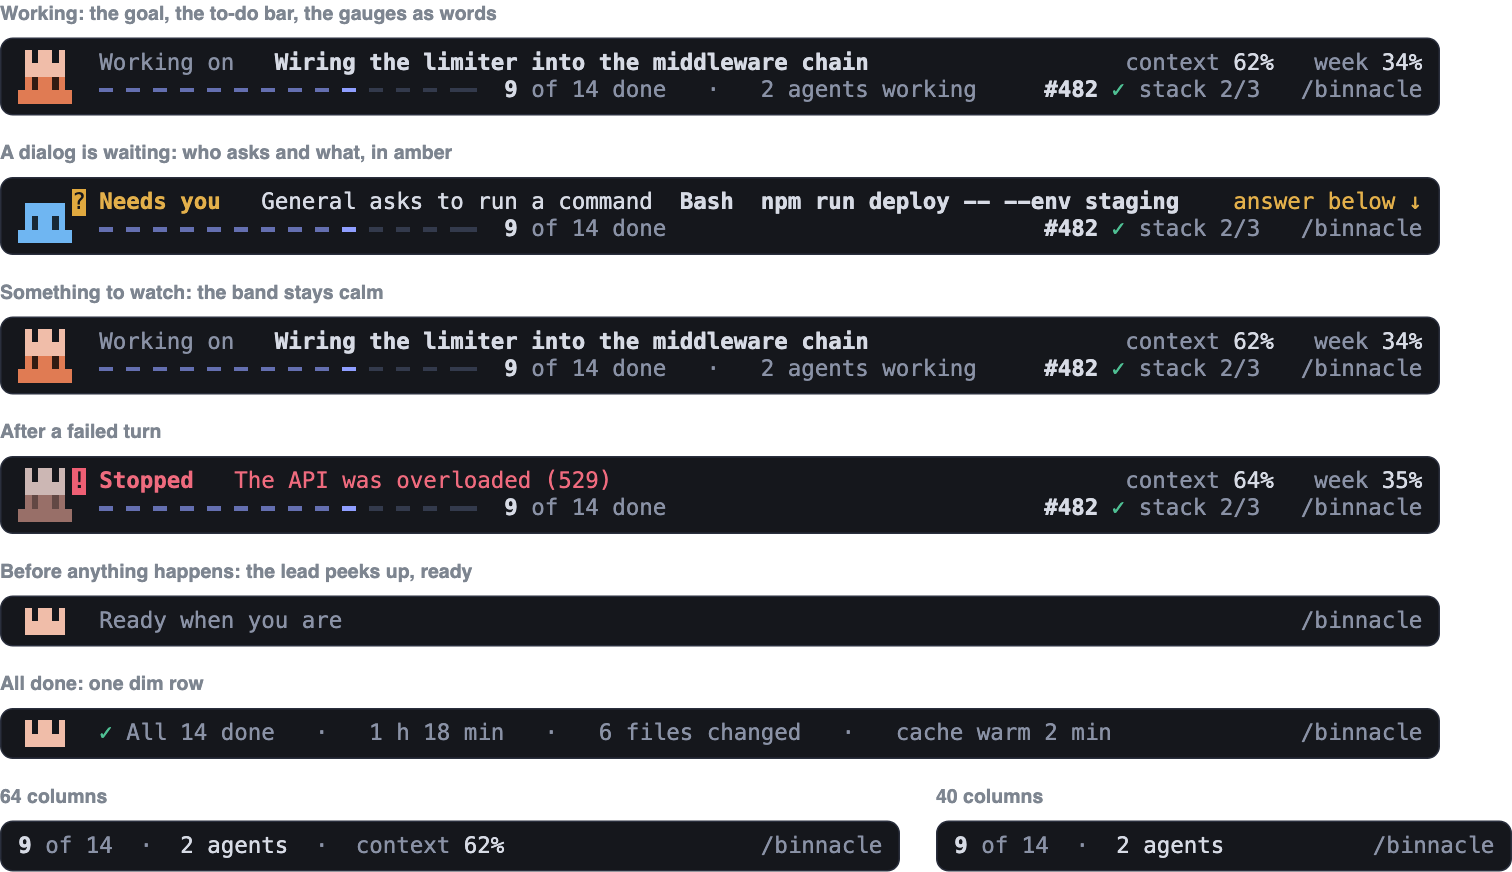 Working: the goal, the to-do bar, the gauges as words
Working on Wiring the limiter into the middleware chain context 62% week 34%
9 of 14 done · 2 agents working #482 ✓ stack 2/3 /binnacle
A dialog is waiting: who asks and what, in amber
? Needs you General asks to run a command Bash npm run deploy -- --env staging answer below ↓
9 of 14 done #482 ✓ stack 2/3 /binnacle
Something to watch: the band stays calm
Working on Wiring the limiter into the middleware chain context 62% week 34%
9 of 14 done · 2 agents working #482 ✓ stack 2/3 /binnacle
After a failed turn
! Stopped The API was overloaded (529) context 64% week 35%
9 of 14 done #482 ✓ stack 2/3 /binnacle
Before anything happens: the lead peeks up, ready
Ready when you are /binnacle
All done: one dim row
✓ All 14 done · 1 h 18 min · 6 files changed · cache warm 2 min /binnacle
64 columns
9 of 14 · 2 agents · context 62% /binnacle
40 columns
9 of 14 · 2 agents /binnacle